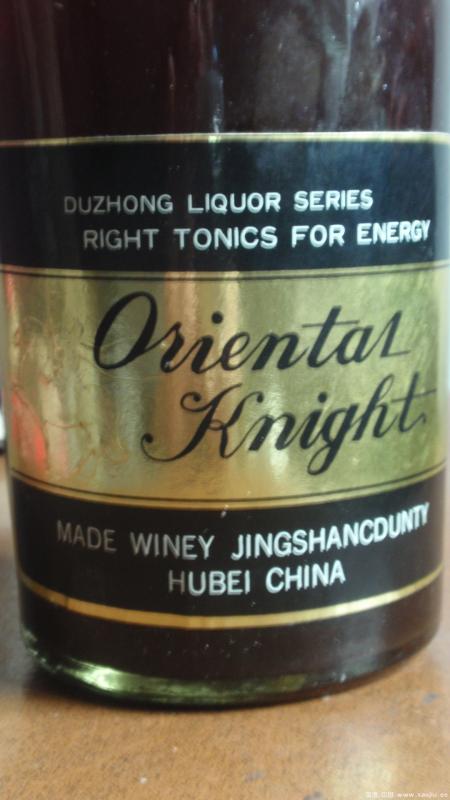 DUZHONG LIQUOR SERIES
RIGHT TONICS FOR ENERGY
Oriental
Knight
MADE WINEY JINGSHANCDUNTY
HUBEI CHINA